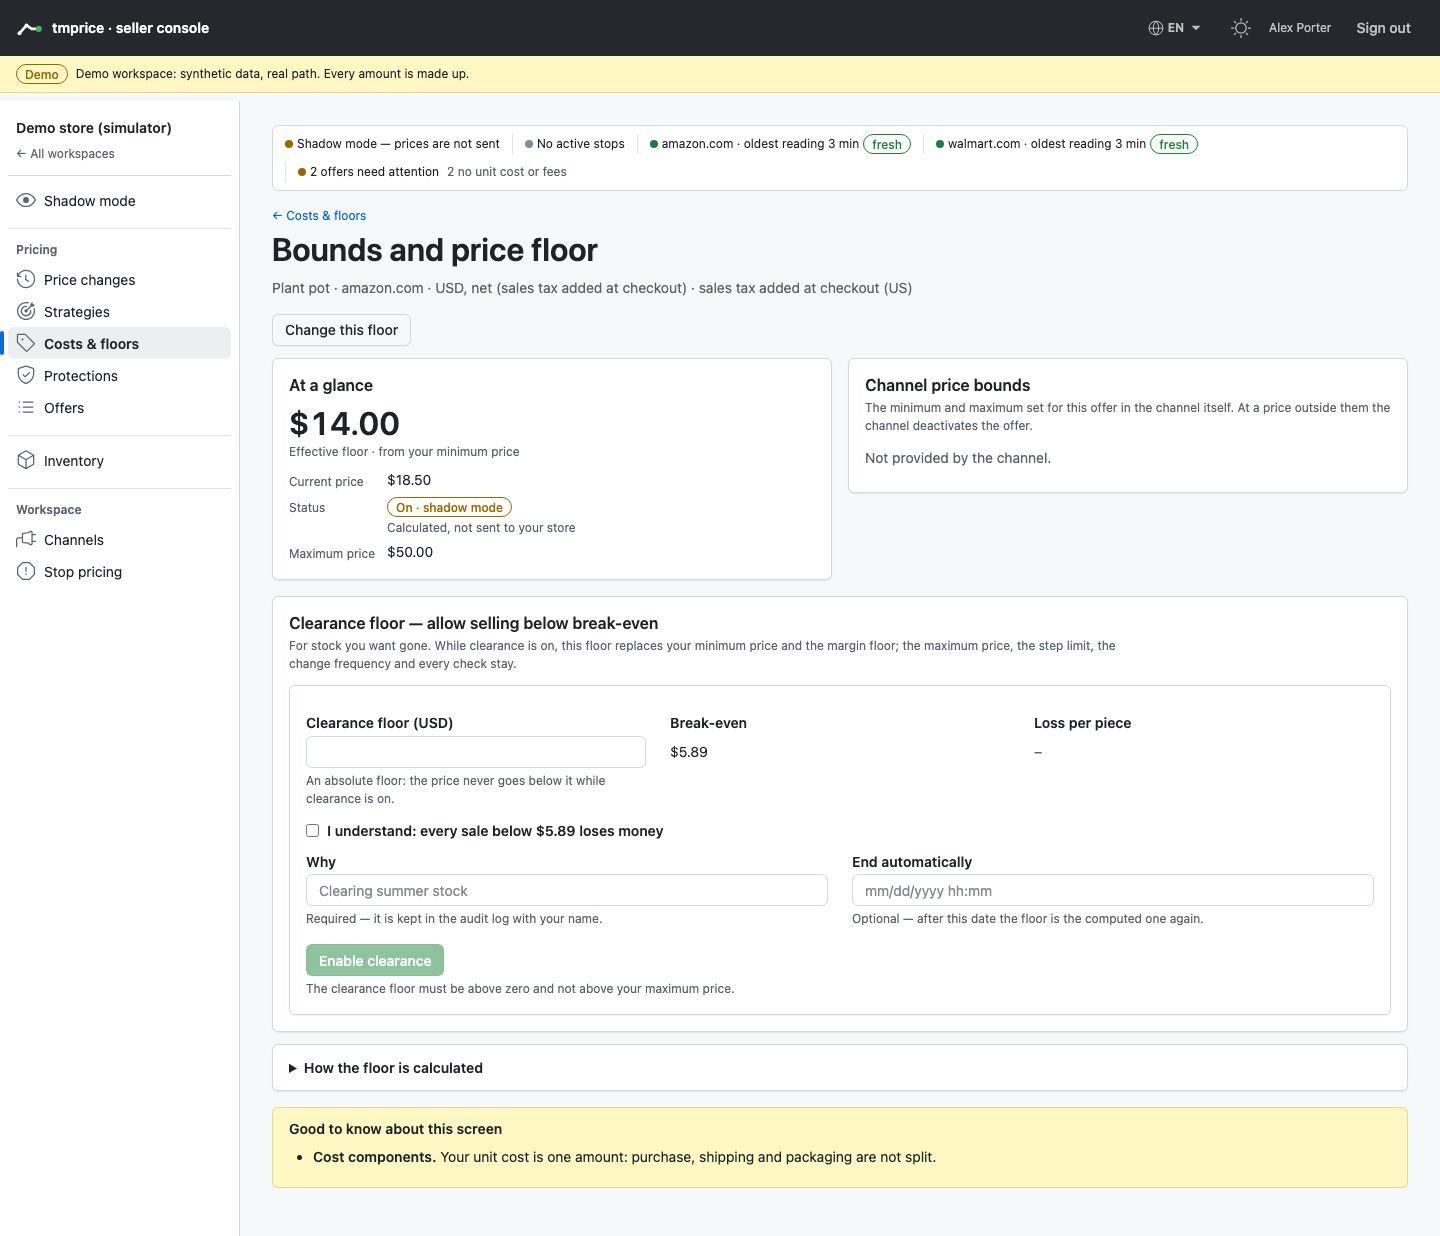 tmprice · seller console
EN
Alex Porter
Sign out
Demo
Demo workspace: synthetic data, real path. Every amount is made up.
Demo store (simulator)
← All workspaces
Shadow mode
Pricing
Price changes
Strategies
Costs & floors
Protections
Offers
Inventory
Workspace
Channels
Stop pricing
Shadow mode — prices are not sent
No active stops
amazon.com · oldest reading 3 min fresh
walmart.com · oldest reading 3 min fresh
2 offers need attention 2 no unit cost or fees
← Costs & floors
Bounds and price floor
Plant pot · amazon.com · USD, net (sales tax added at checkout) · sales tax added at checkout (US)
Change this floor
At a glance
$14.00
Effective floor · from your minimum price
Current price $18.50
Status On · shadow mode
Calculated, not sent to your store
Maximum price $50.00
Channel price bounds
The minimum and maximum set for this offer in the channel itself. At a price outside them the
channel deactivates the offer.
Not provided by the channel.
Clearance floor — allow selling below break-even
For stock you want gone. While clearance is on, this floor replaces your minimum price and the margin floor; the maximum price, the step limit, the
change frequency and every check stay.
Clearance floor (USD)
An absolute floor: the price never goes below it while
clearance is on.
Break-even
$5.89
Loss per piece
–
I understand: every sale below $5.89 loses money
Why
Clearing summer stock
Required — it is kept in the audit log with your name.
End automatically
mm/dd/yyyy hh:mm
Optional — after this date the floor is the computed one again.
Enable clearance
The clearance floor must be above zero and not above your maximum price.
How the floor is calculated
Good to know about this screen
• Cost components. Your unit cost is one amount: purchase, shipping and packaging are not split.